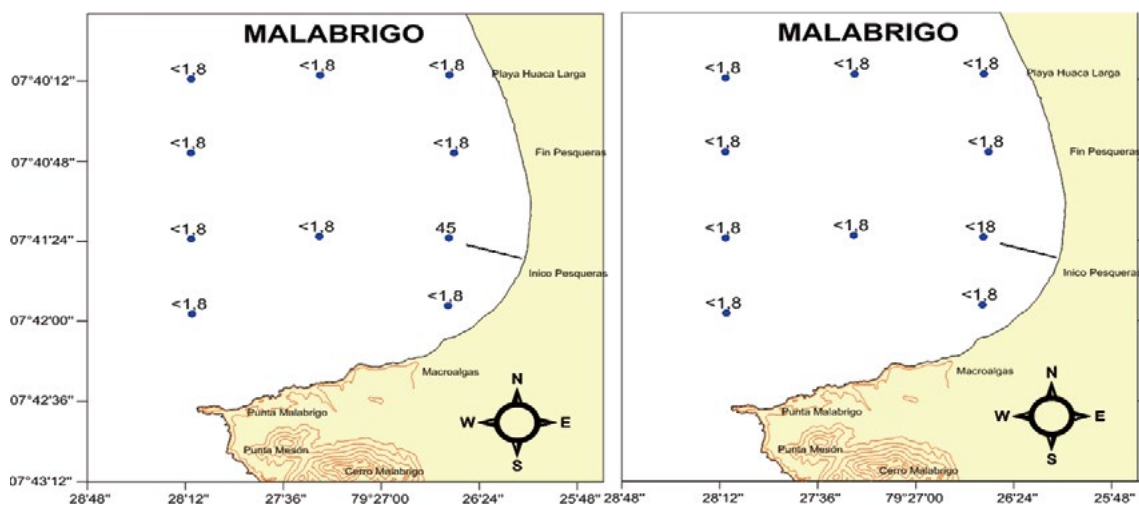 MALABRIGO
<1,8 <1,8 <1,8
07°40'12" Playa Huaca Larga
<1,8 <1,8
07°40'48" Fin Pesqueras
<1,8 <1,8 45
07°41'24"
Inico Pesqueras
<1,8 <1,8
07°42'00"
Macroalgas
N
07°42'36"
Punta Malabrigo
W E
Punta Mesón
S
Cerro Malabrigo
07°43'12"
28'48" 28'12" 27'36" 79°27'00" 26'24" 25'48"
MALABRIGO
<1,8 <1,8 <1,8
Playa Huaca Larga
<1,8 <1,8
Fin Pesqueras
<1,8 <1,8 <18
Inico Pesqueras
<1,8 <1,8
Macroalgas
N
Punta Malabrigo
W E
Punta Mesón
S
Cerro Malabrigo
28'48" 28'12" 27'36" 79°27'00" 26'24" 25'48"